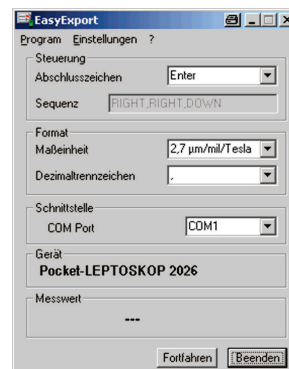 EasyExport
Program Einstellungen ?
Steuerung
Abschlusszeichen Enter
Sequenz RIGHT,RIGHT,DOWN
Format
Maßeinheit 2,7 µm/mil/Tesla
Dezimaltrennzeichen ,
Schnittstelle
COM Port COM1
Gerät
Pocket-LEPTOSKOP 2026
Messwert
---
Fortfahren Beenden